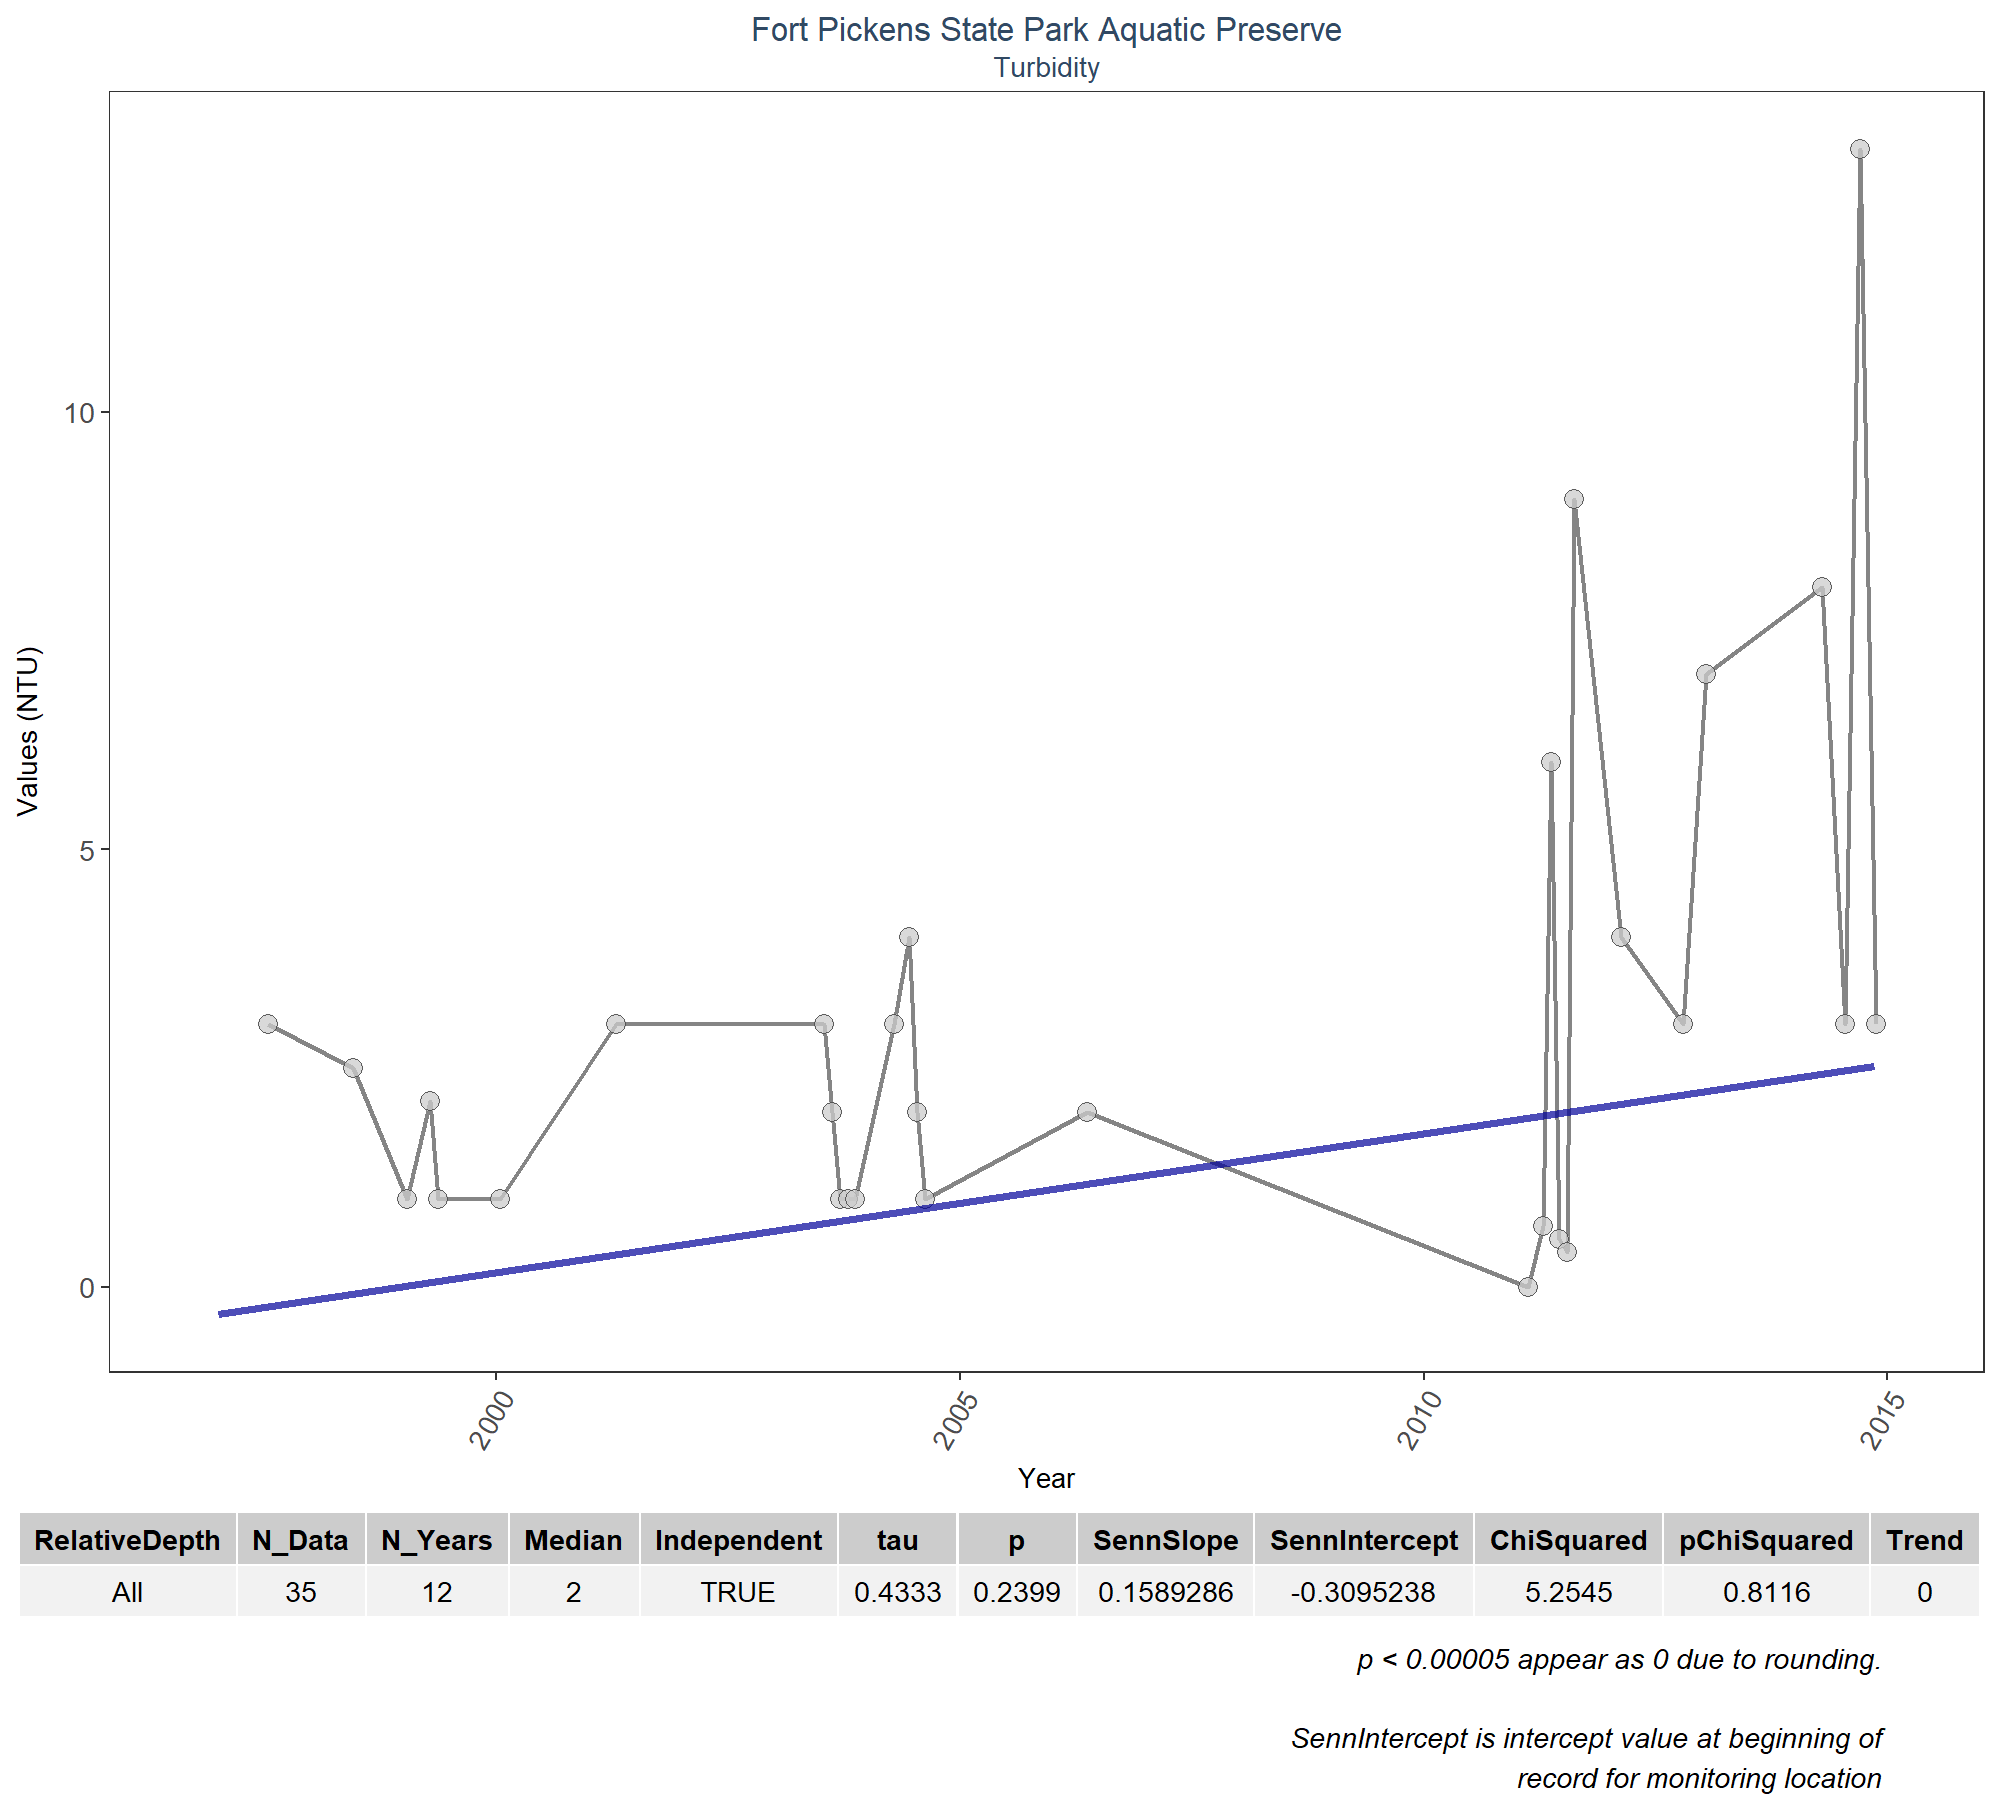 Fort Pickens State Park Aquatic Preserve
Turbidity
Values (NTU)
10
5
0
2000 2005 2010 2015
Year
RelativeDepth N_Data N_Years Median Independent tau p SennSlope SennIntercept ChiSquared pChiSquared Trend
All 35 12 2 TRUE 0.4333 0.2399 0.1589286 -0.3095238 5.2545 0.8116 0
p < 0.00005 appear as 0 due to rounding.
SennIntercept is intercept value at beginning of
record for monitoring location